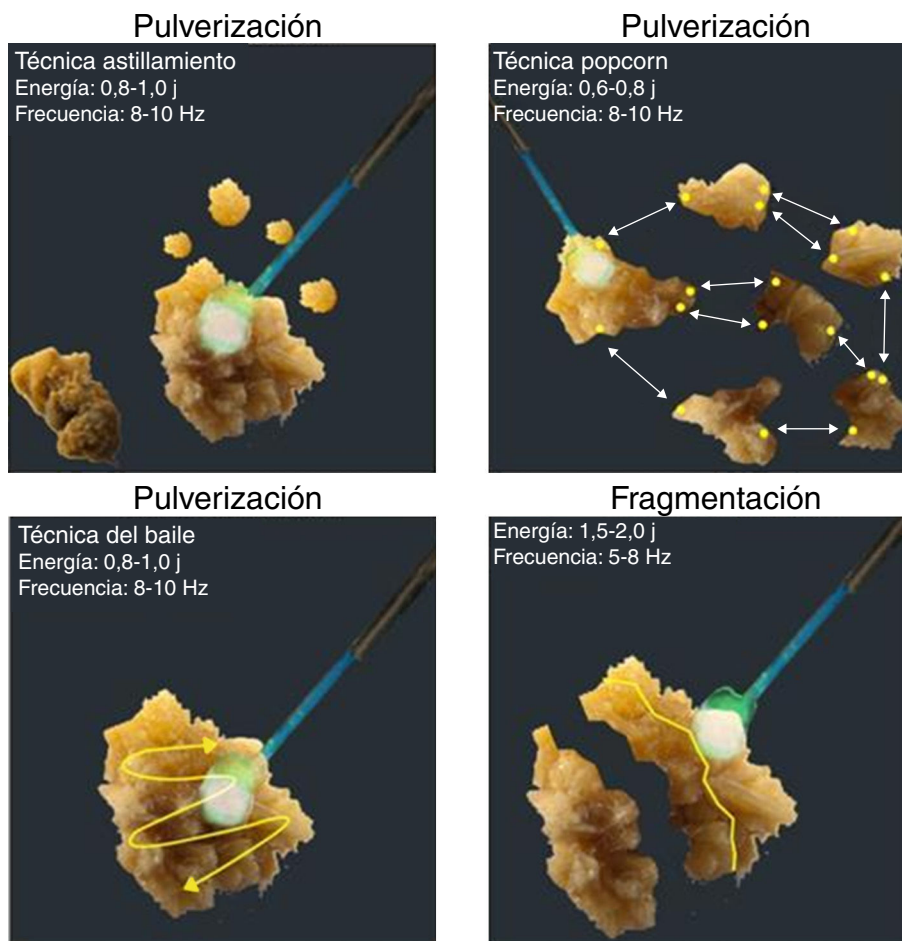 Pulverización
Técnica astillamiento
Energía: 0,8-1,0 j
Frecuencia: 8-10 Hz
Pulverización
Técnica popcorn
Energía: 0,6-0,8 j
Frecuencia: 8-10 Hz
Pulverización
Técnica del baile
Energía: 0,8-1,0 j
Frecuencia: 8-10 Hz
Fragmentación
Energía: 1,5-2,0 j
Frecuencia: 5-8 Hz